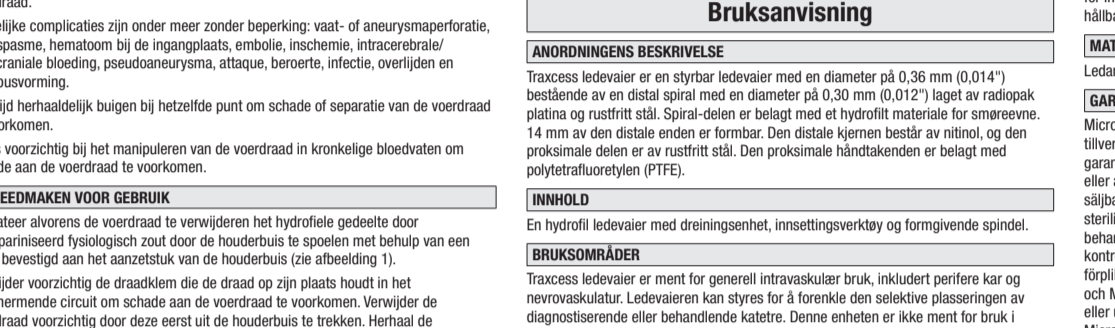 draad.
elijke complicaties zijn onder meer zonder beperking: vaat- of aneurysmaperforatie,
spasme, hematoom bij de ingangplaats, embolie, inschemie, intracerebrale/
craniale bloeding, pseudoaneurysma, attaque, beroerte, infectie, overlijden en
busvorming.
ijd herhaaldelijk buigen bij hetzelfde punt om schade of separatie van de voerdraad
orkomen.
s voorzichtig bij het manipuleren van de voerdraad in kronkelige bloedvaten om
de aan de voerdraad te voorkomen.
EEDMAKEN VOOR GEBRUIK
ateer alvorens de voerdraad te verwijderen het hydrofiele gedeelte door
pariniseerd fysiologisch zout door de houderbuis te spoelen met behulp van een
bevestigd aan het aanzetstuk van de houderbuis (zie afbeelding 1).
ijder voorzichtig de draadklem die de draad op zijn plaats houdt in het
hermende circuit om schade aan de voerdraad te voorkomen. Verwijder de
draad voorzichtig door deze eerst uit de houderbuis te trekken. Herhaal de
Bruksanvisning
ANORDNINGENS BESKRIVELSE
Traxcess ledevaier er en styrbar ledevaier med en diameter på 0,36 mm (0,014")
bestående av en distal spiral med en diameter på 0,30 mm (0,012") laget av radiopak
platina og rustfritt stål. Spiral-delen er belagt med et hydrofilt materiale for smøreevne.
14 mm av den distale enden er formbar. Den distale kjernen består av nitinol, og den
proksimale delen er av rustfritt stål. Den proksimale håndtakenden er belagt med
polytetrafluoretylen (PTFE).
INNHOLD
En hydrofil ledevaier med dreiningsenhet, innsettingsverktøy og formgivende spindel.
BRUKSOMRÅDER
Traxcess ledevaier er ment for generell intravaskulær bruk, inkludert perifere kar og
nevrovaskulatur. Ledevaieren kan styres for å forenkle den selektive plasseringen av
diagnostiserende eller behandlende katetre. Denne enheten er ikke ment for bruk i
hållba
MAT
Ledar
GAR
Micro
tillver
garan
eller a
säljba
sterili
behan
kontr
förpli
och M
eller